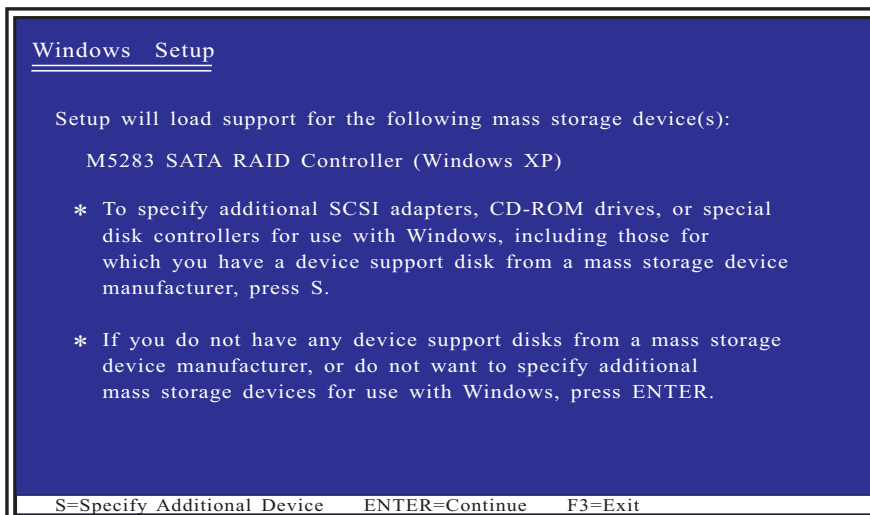 Windows Setup
Setup will load support for the following mass storage device(s):
M5283 SATA RAID Controller (Windows XP)
* To specify additional SCSI adapters, CD-ROM drives, or special
disk controllers for use with Windows, including those for
which you have a device support disk from a mass storage device
manufacturer, press S.
* If you do not have any device support disks from a mass storage
device manufacturer, or do not want to specify additional
mass storage devices for use with Windows, press ENTER.
S=Specify Additional Device ENTER=Continue F3=Exit